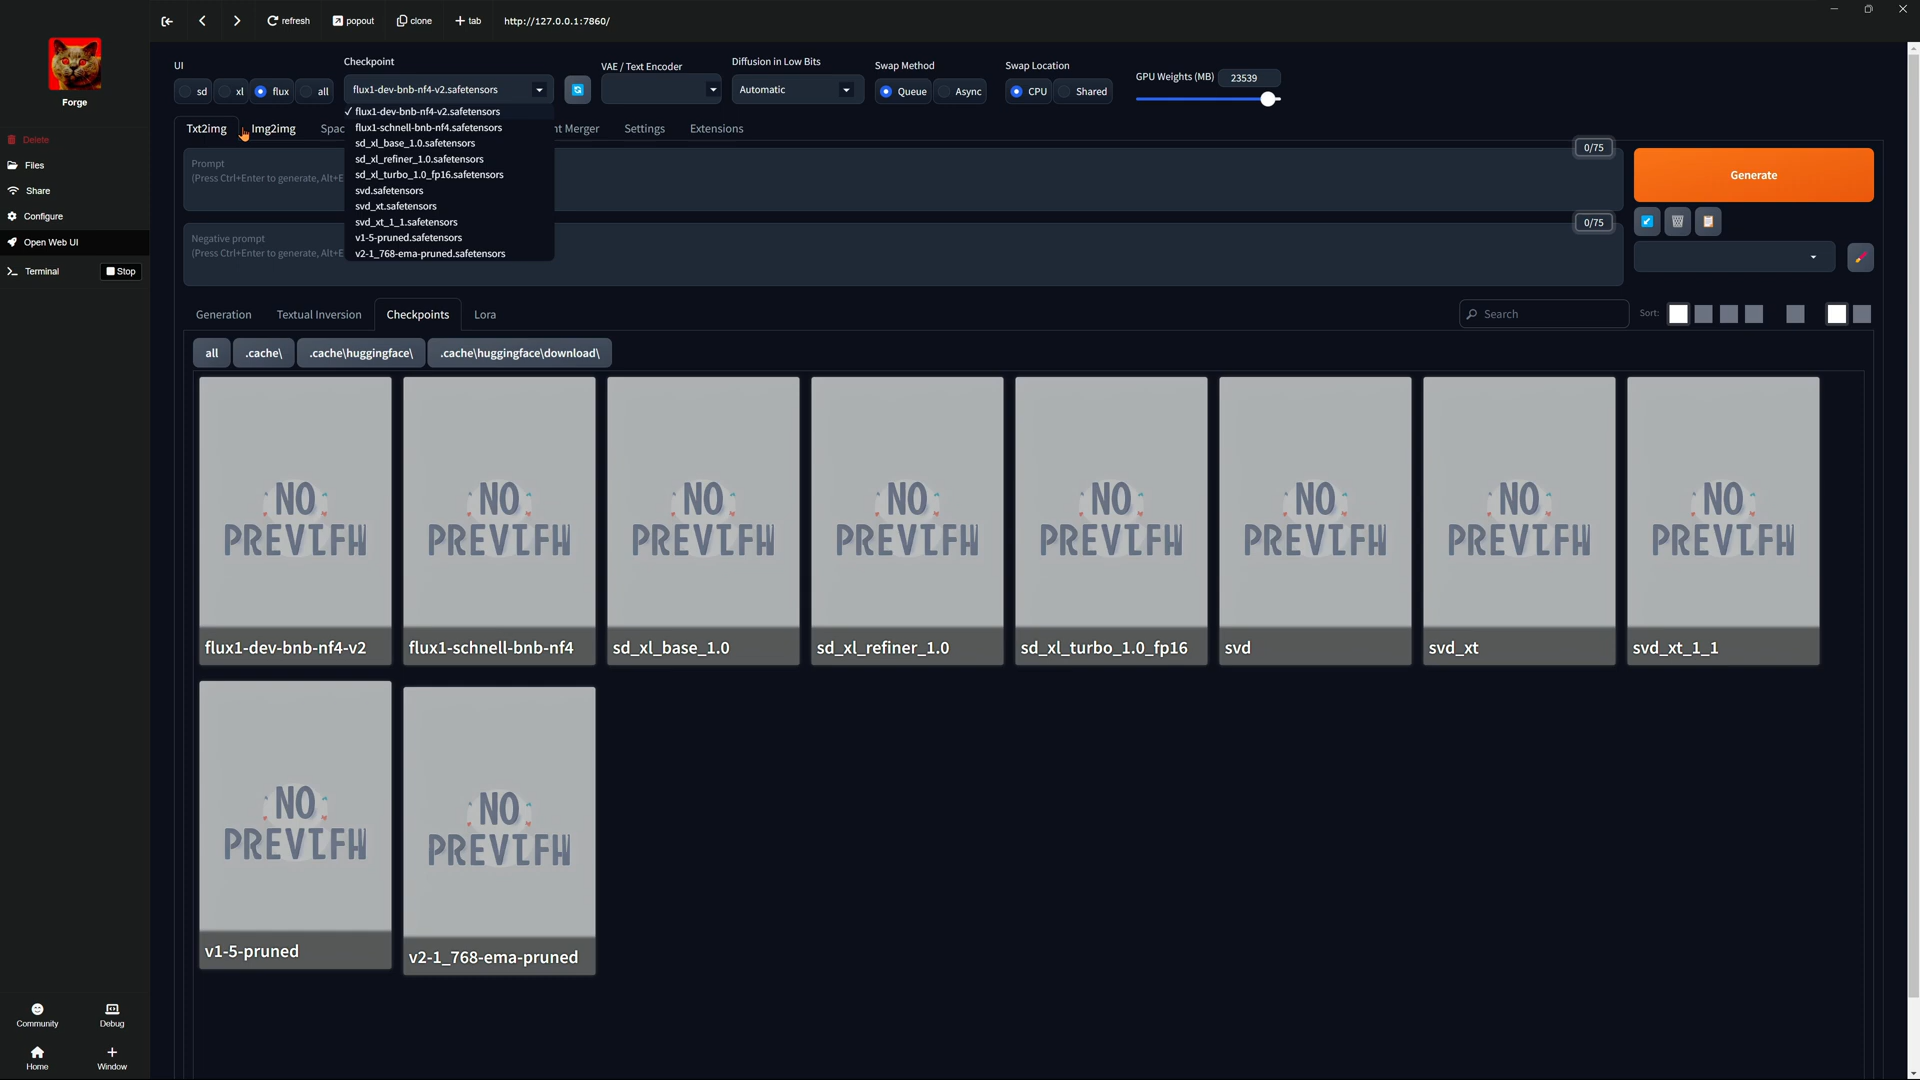 refresh
popout
clone
+ tab
http://127.0.0.1:7860/
Forge
Delete
Files
Share
Configure
Open Web UI
Terminal
Stop
Community
Debug
Home
Window
UI
sd
xl
flux
all
Checkpoint
flux1-dev-bnb-nf4-v2.safetensors
✓ flux1-dev-bnb-nf4-v2.safetensors
flux1-schnell-bnb-nf4.safetensors
sd_xl_base_1.0.safetensors
sd_xl_refiner_1.0.safetensors
sd_xl_turbo_1.0_fp16.safetensors
svd.safetensors
svd_xt.safetensors
svd_xt_1_1.safetensors
v1-5-pruned.safetensors
v2-1_768-ema-pruned.safetensors
VAE / Text Encoder
Diffusion in Low Bits
Automatic
Swap Method
Queue
Async
Swap Location
CPU
Shared
GPU Weights (MB)
23539
Txt2img
Img2img
Spac
nt Merger
Settings
Extensions
Prompt
(Press Ctrl+Enter to generate, Alt+E
0/75
Negative prompt
(Press Ctrl+Enter to generate, Alt+E
0/75
Generate
Generation
Textual Inversion
Checkpoints
Lora
Search
Sort:
all
.cache\
.cache\huggingface\
.cache\huggingface\download\
NO
PREVIEW
flux1-dev-bnb-nf4-v2
NO
PREVIEW
flux1-schnell-bnb-nf4
NO
PREVIEW
sd_xl_base_1.0
NO
PREVIEW
sd_xl_refiner_1.0
NO
PREVIEW
sd_xl_turbo_1.0_fp16
NO
PREVIEW
svd
NO
PREVIEW
svd_xt
NO
PREVIEW
svd_xt_1_1
NO
PREVIEW
v1-5-pruned
NO
PREVIEW
v2-1_768-ema-pruned